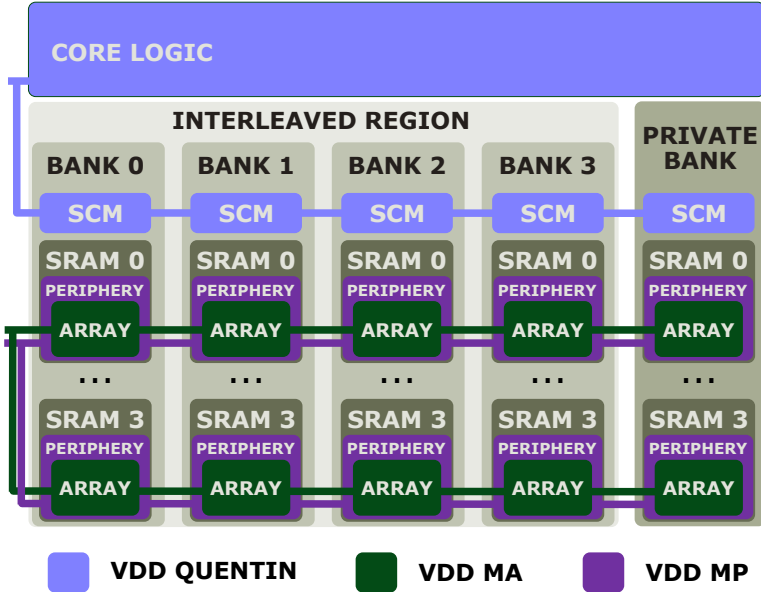 CORE LOGIC
INTERLEAVED REGION
PRIVATE
BANK
BANK 0 BANK 1 BANK 2 BANK 3
SCM SCM SCM SCM SCM
SRAM 0 SRAM 0 SRAM 0 SRAM 0 SRAM 0
PERIPHERY PERIPHERY PERIPHERY PERIPHERY PERIPHERY
ARRAY ARRAY ARRAY ARRAY ARRAY
... ... ... ... ...
SRAM 3 SRAM 3 SRAM 3 SRAM 3 SRAM 3
PERIPHERY PERIPHERY PERIPHERY PERIPHERY PERIPHERY
ARRAY ARRAY ARRAY ARRAY ARRAY
VDD QUENTIN VDD MA VDD MP